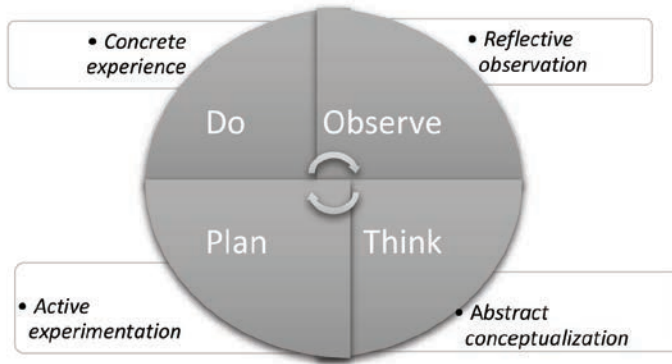 • Concrete
experience
• Reflective
observation
Do
Observe
Plan
Think
• Active
experimentation
• Abstract
conceptualization